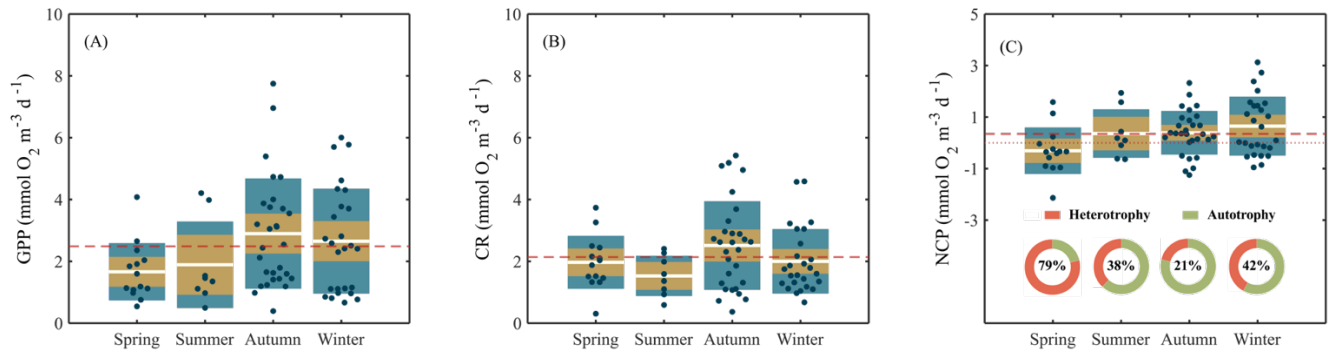 (A)
GPP (mmol O₂ m⁻³ d⁻¹)
10
8
6
4
2
0
Spring Summer Autumn Winter
(B)
CR (mmol O₂ m⁻³ d⁻¹)
10
8
6
4
2
0
Spring Summer Autumn Winter
(C)
NCP (mmol O₂ m⁻³ d⁻¹)
5
3
1
-1
-3
Heterotrophy Autotrophy
79% 38% 21% 42%
Spring Summer Autumn Winter